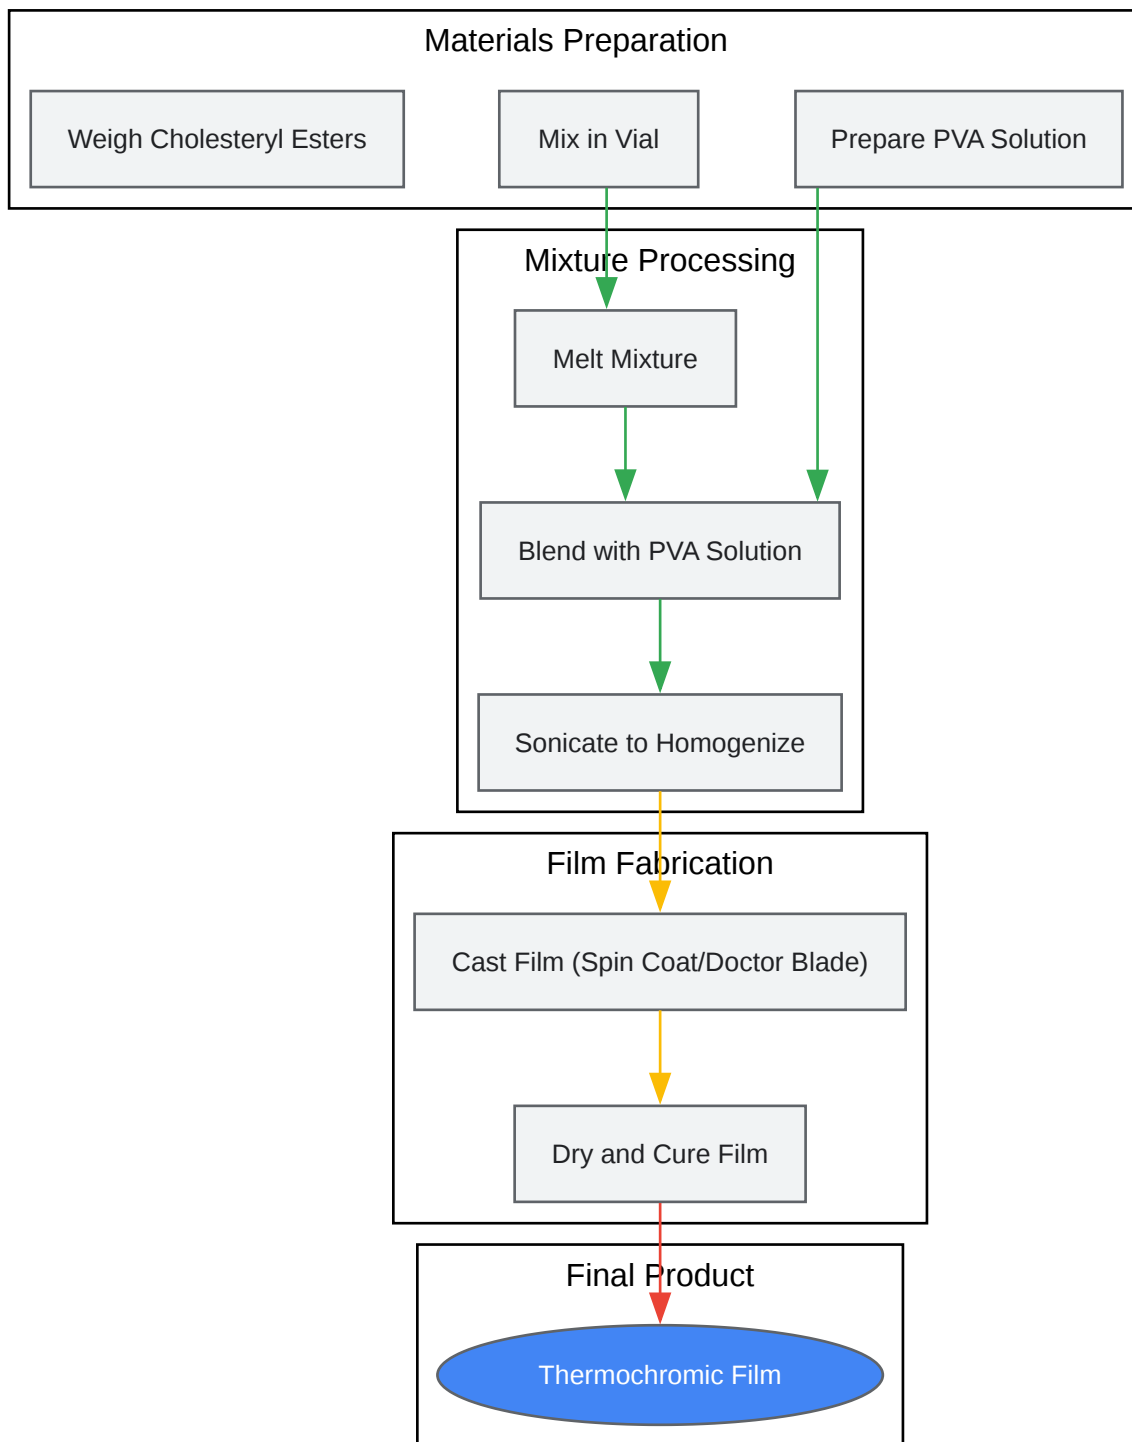 Materials Preparation
Weigh Cholesteryl Esters
Mix in Vial
Prepare PVA Solution
Mixture Processing
Melt Mixture
Blend with PVA Solution
Sonicate to Homogenize
Film Fabrication
Cast Film (Spin Coat/Doctor Blade)
Dry and Cure Film
Final Product
Thermochromic Film